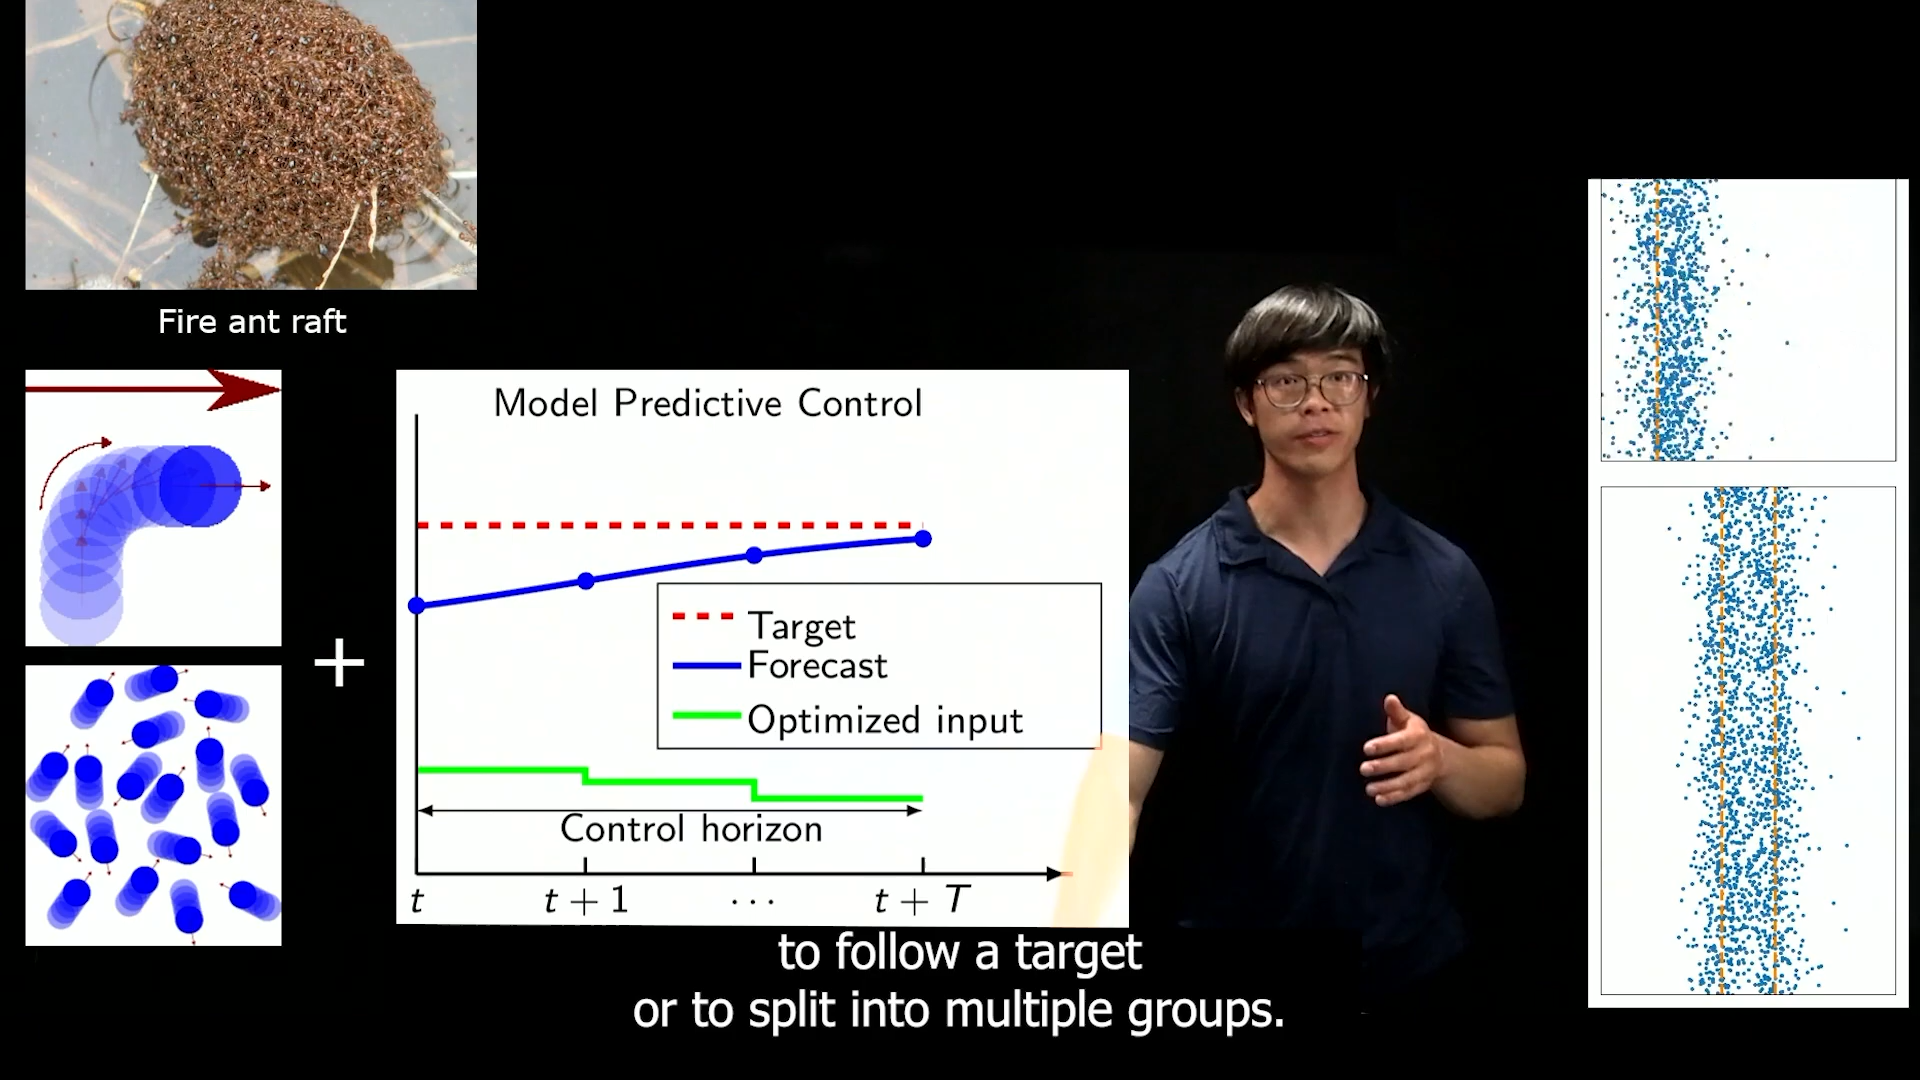 Fire ant raft
Model Predictive Control
+
Target
Forecast
Optimized input
Control horizon
t
t + 1
⋯
t + T
to follow a target
or to split into multiple groups.